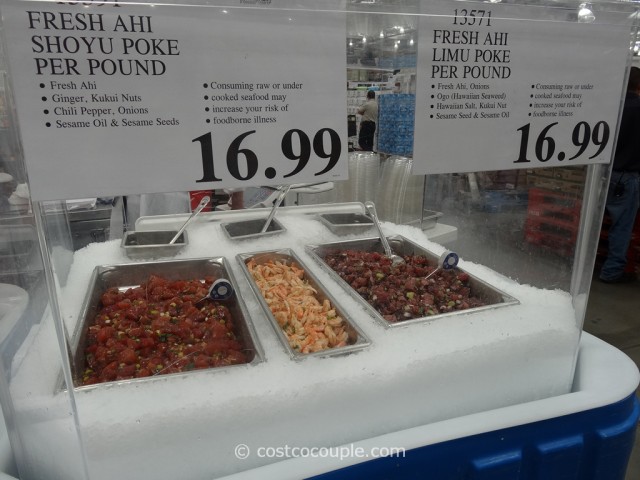 FRESH AHI
SHOYU POKE
PER POUND
• Fresh Ahi
• Ginger, Kukui Nuts
• Chili Pepper, Onions
• Sesame Oil & Sesame Seeds
• Consuming raw or under
• cooked seafood may
• increase your risk of
• foodborne illness
16.99
13571
FRESH AHI
LIMU POKE
PER POUND
• Fresh Ahi, Onions
• Ogo (Hawaiian Seaweed)
• Hawaiian Salt, Kukui Nut
• Sesame Seed & Sesame Oil
• Consuming raw or under
• cooked seafood may
• increase your risk of
• foodborne illness
16.99
© costcocouple.com